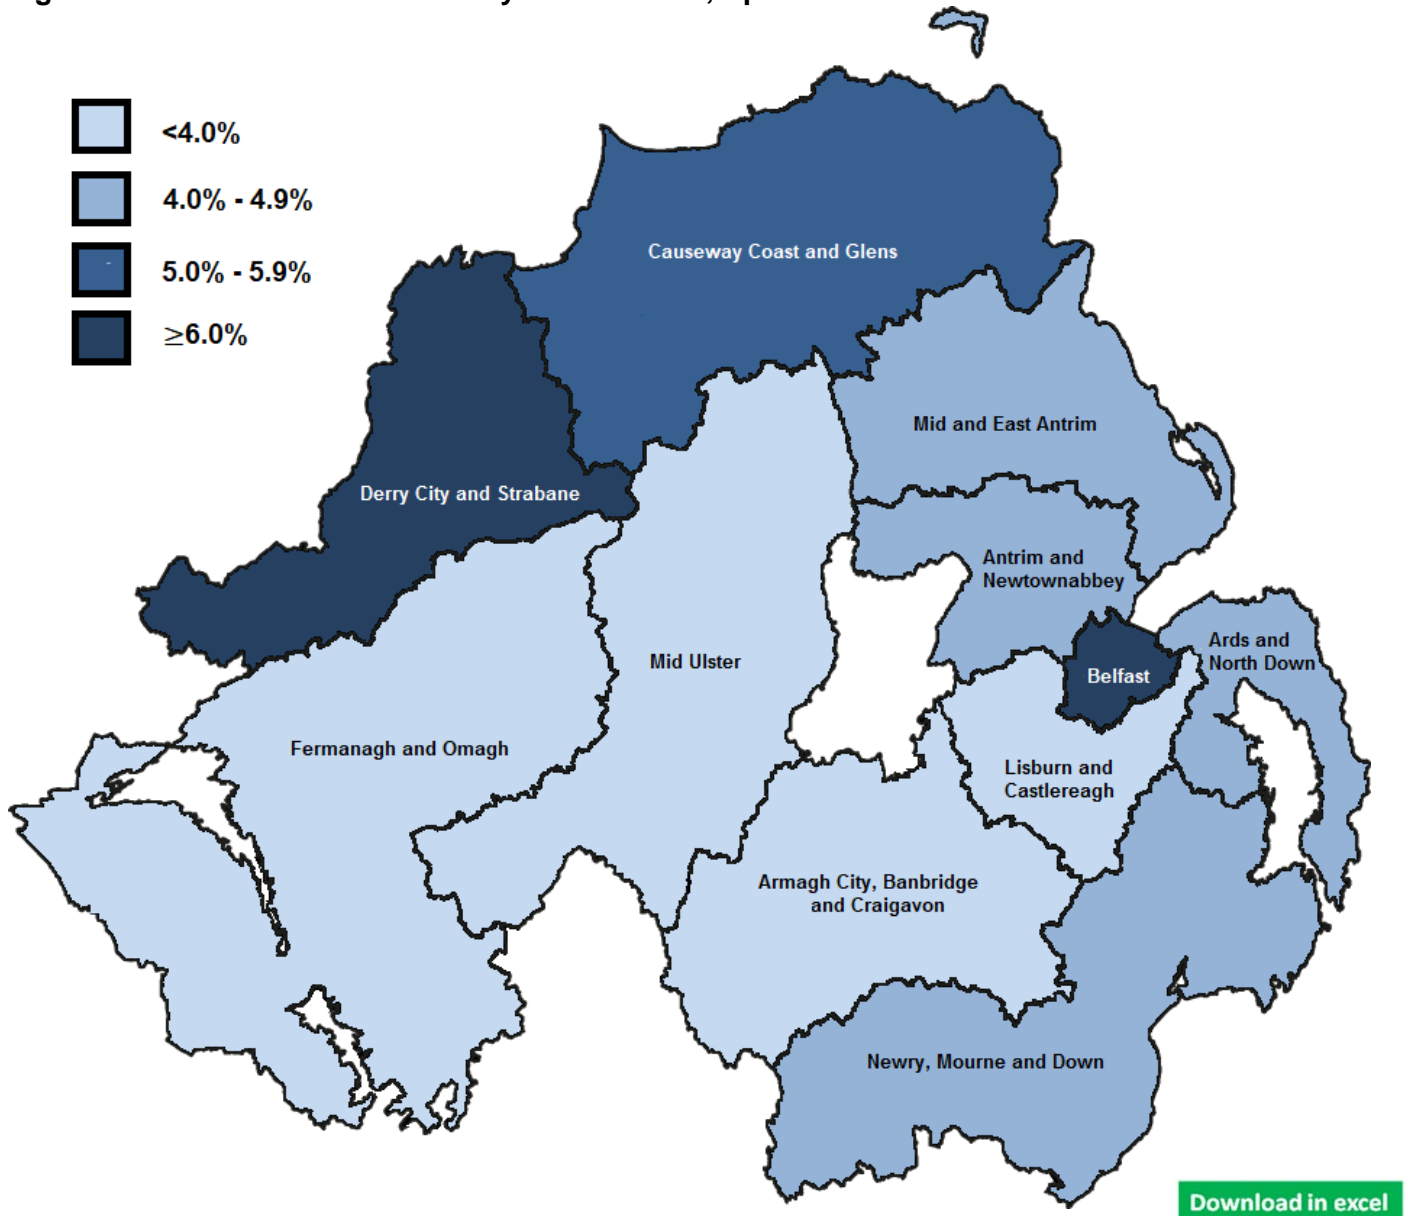 <4.0%
4.0% - 4.9%
5.0% - 5.9%
≥6.0%
Causeway Coast and Glens
Mid and East Antrim
Derry City and Strabane
Antrim and
Newtownabbey
Ards and
North Down
Belfast
Mid Ulster
Fermanagh and Omagh
Lisburn and
Castlereagh
Armagh City, Banbridge
and Craigavon
Newry, Mourne and Down
Download in excel